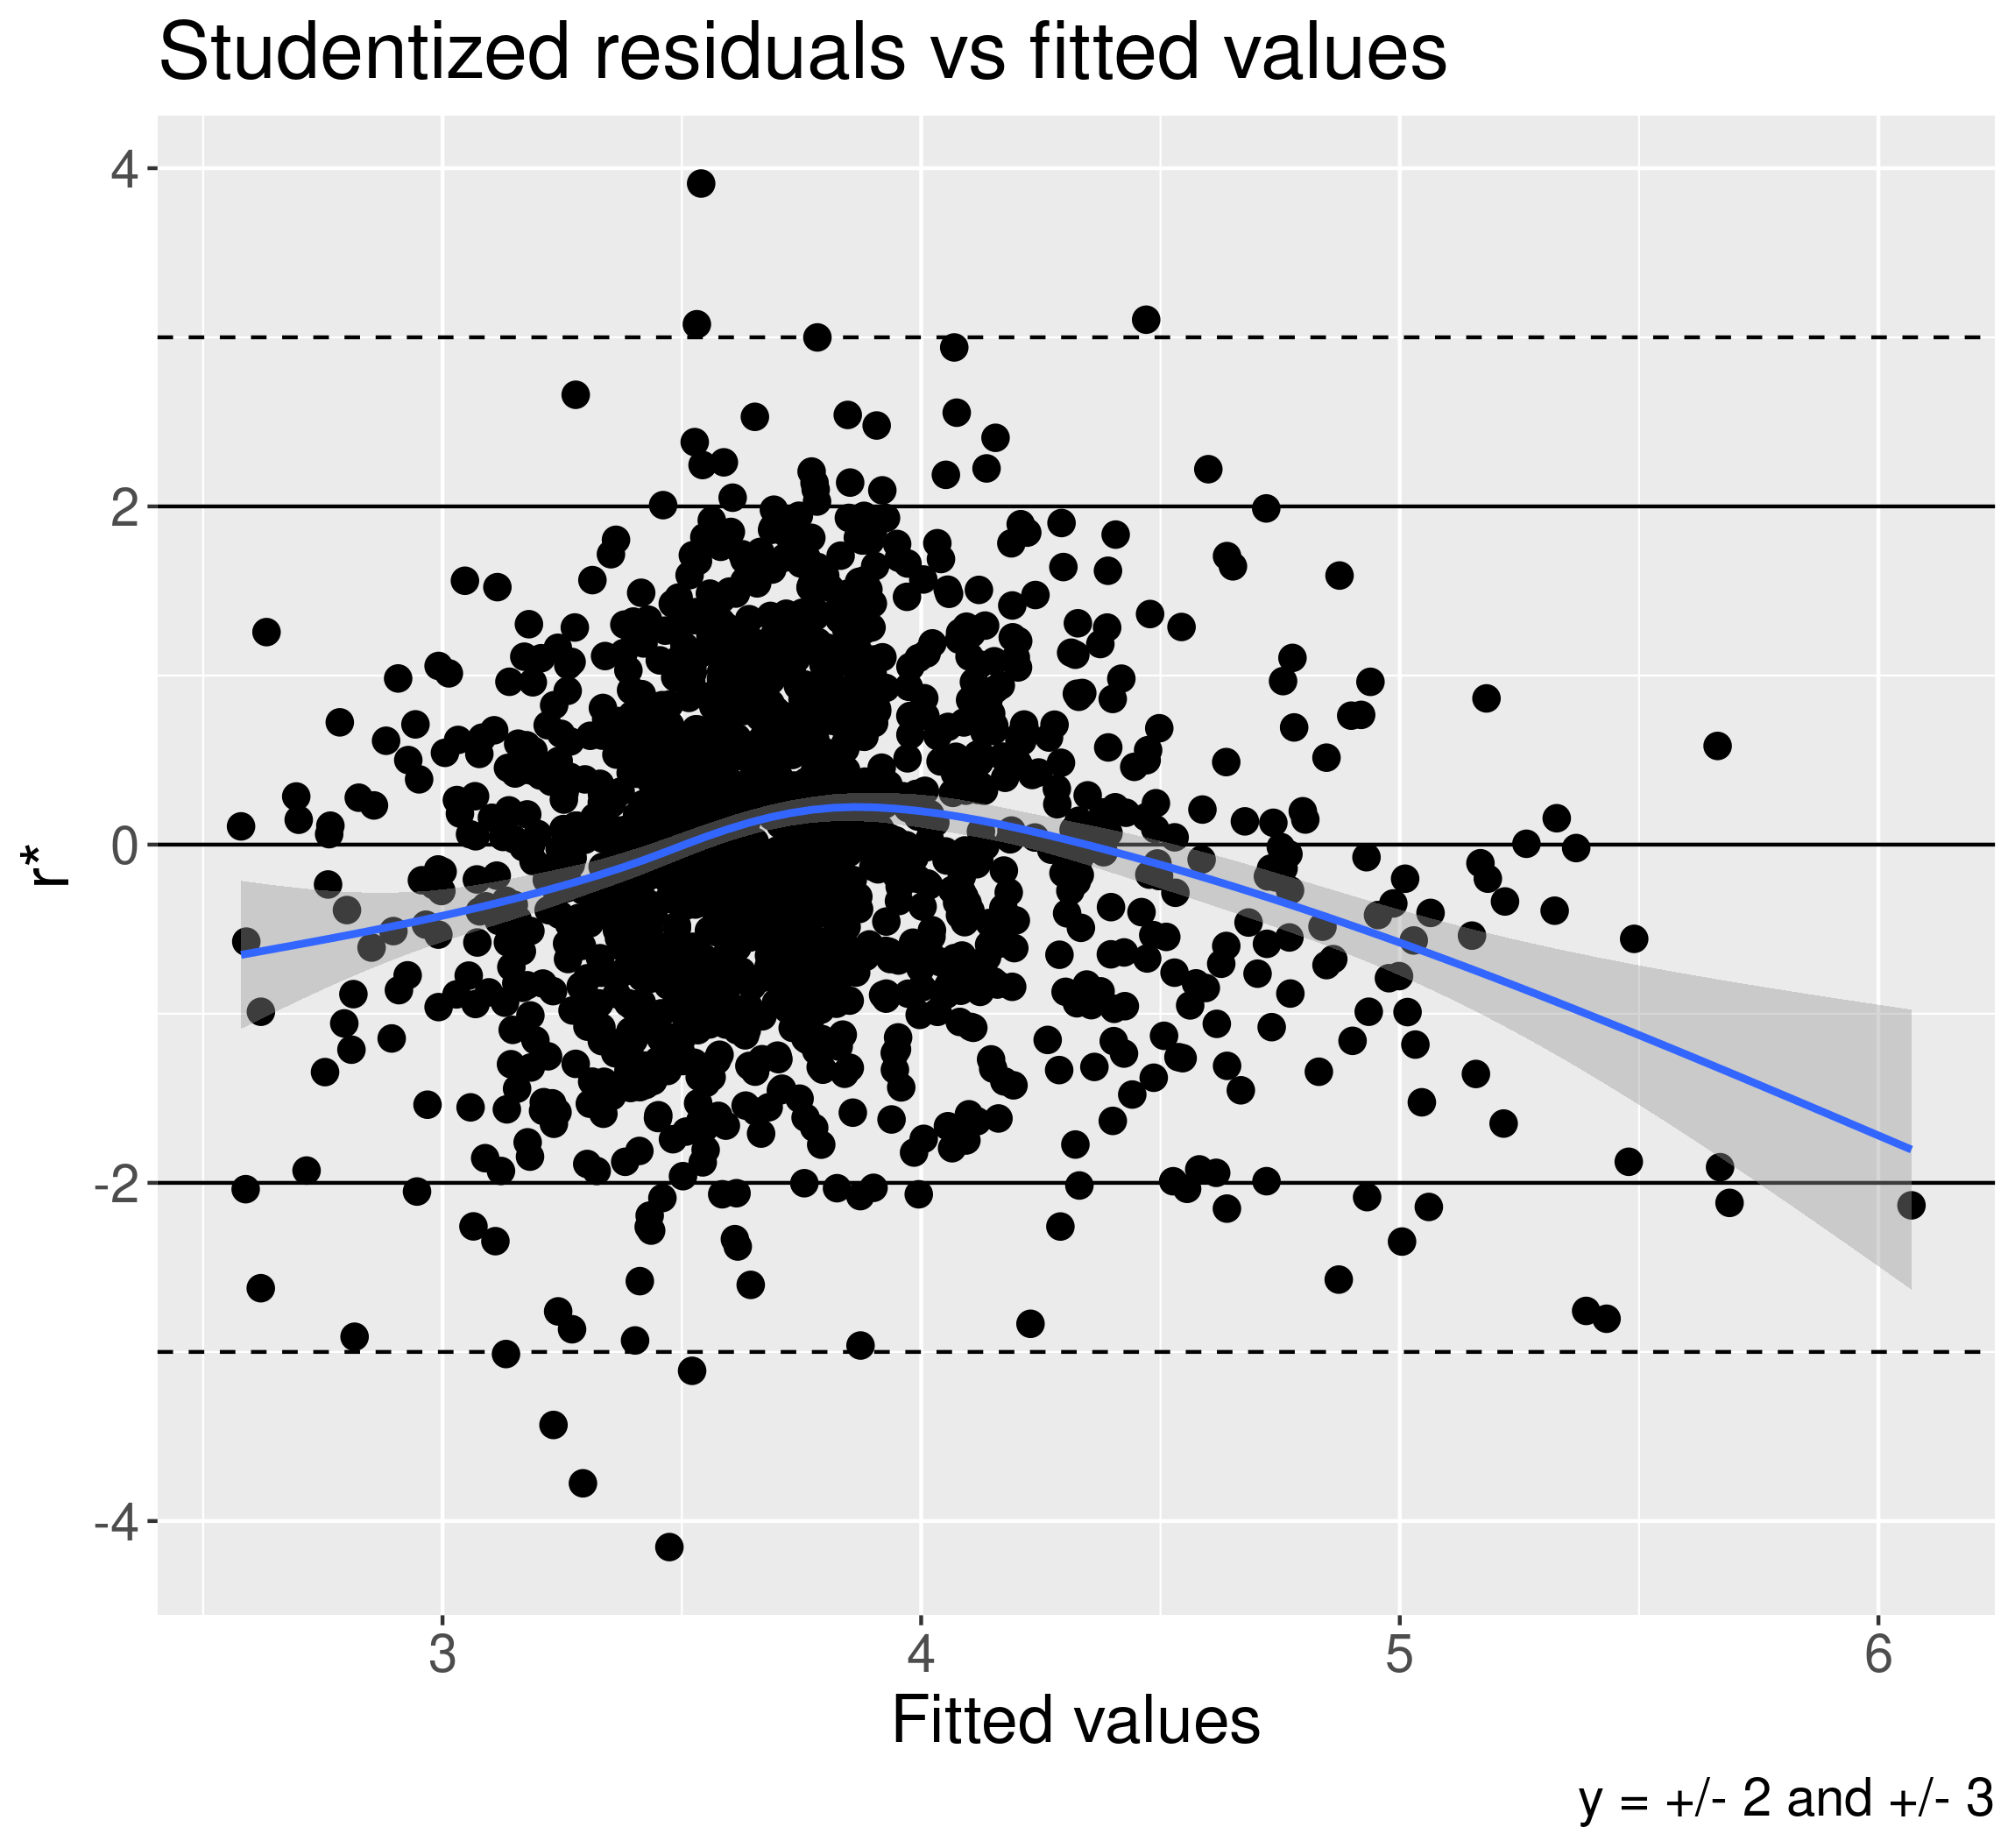 Studentized residuals vs fitted values
4
2
0
-2
-4
r*
3 4 5 6
Fitted values
y = +/- 2 and +/- 3